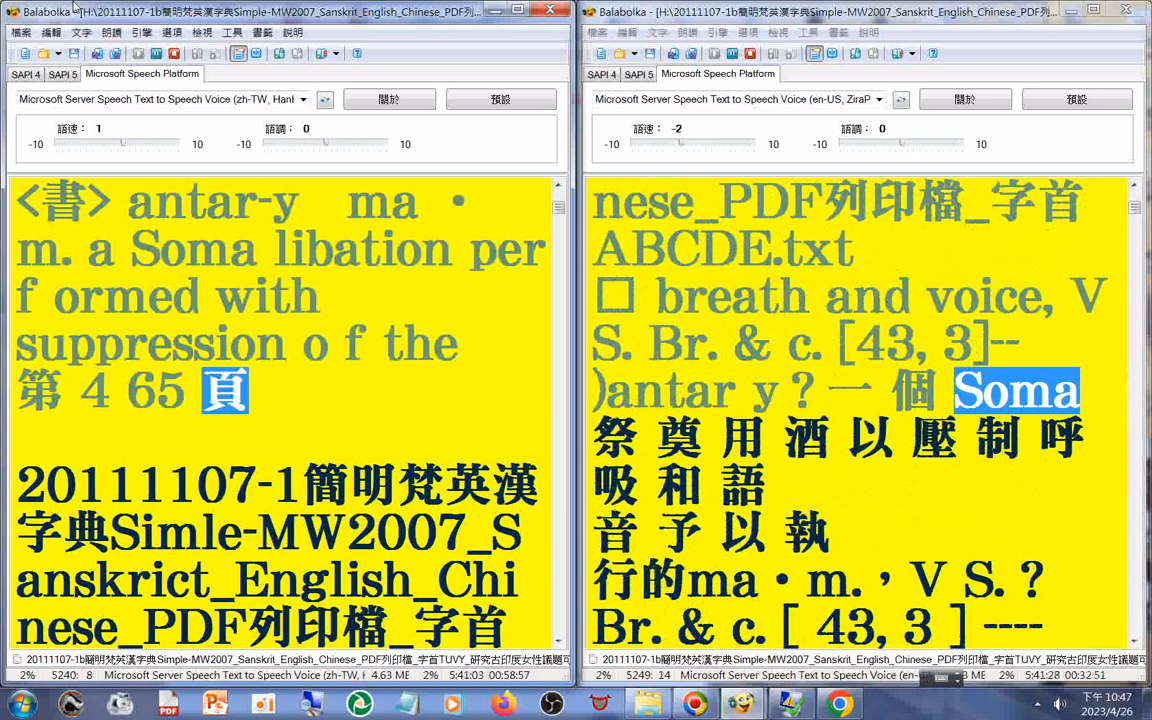 Balabolka - [H:\20111107-1b簡明梵英漢字典Simple-MW2007_Sanskrit_English_Chinese_PDF列...
檔案 編輯 文字 朗讀 引擎 選項 檢視 工具 書籤 說明
SAPI 4 SAPI 5 Microsoft Speech Platform
Microsoft Server Speech Text to Speech Voice (zh-TW, HanI
關於 預設
語速： 1 語調： 0
-10 10 -10 10
<書> antar-y ma •
m. a Soma libation per
f ormed with
suppression o f the
第 4 65 頁
20111107-1簡明梵英漢
字典Simle-MW2007_S
anskrict_English_Chi
nese_PDF列印檔_字首
20111107-1b簡明梵英漢字典Simple-MW2007_Sanskrit_English_Chinese_PDF列印檔_字首TUVY_研究古印度女性議題可
2% 5240: 8 Microsoft Server Speech Text to Speech Voice (zh-TW, H 4.63 ME 2% 5:41:03 00:58:57
Balabolka - [H:\20111107-1b簡明梵英漢字典Simple-MW2007_Sanskrit_English_Chinese_PDF列印...
檔案 編輯 文字 朗讀 引擎 選項 檢視 工具 書籤 說明
SAPI 4 SAPI 5 Microsoft Speech Platform
Microsoft Server Speech Text to Speech Voice (en-US, ZiraP
關於 預設
語速： -2 語調： 0
-10 10 -10 10
nese_PDF列印檔_字首
ABCDE.txt
□ breath and voice, V
S. Br. & c. [43, 3]--
)antar y ? 一 個 Soma
祭 奠 用 酒 以 壓 制 呼
吸 和 語
音 予 以 執
行的ma • m. , V S. ?
Br. & c. [ 43, 3 ] ----
20111107-1b簡明梵英漢字典Simple-MW2007_Sanskrit_English_Chinese_PDF列印檔_字首TUVY_研究古印度女性議題可
2% 5249: 14 Microsoft Server Speech Text to Speech Voice 2% 5:41:28 00:32:51
下午 10:47
2023/4/26